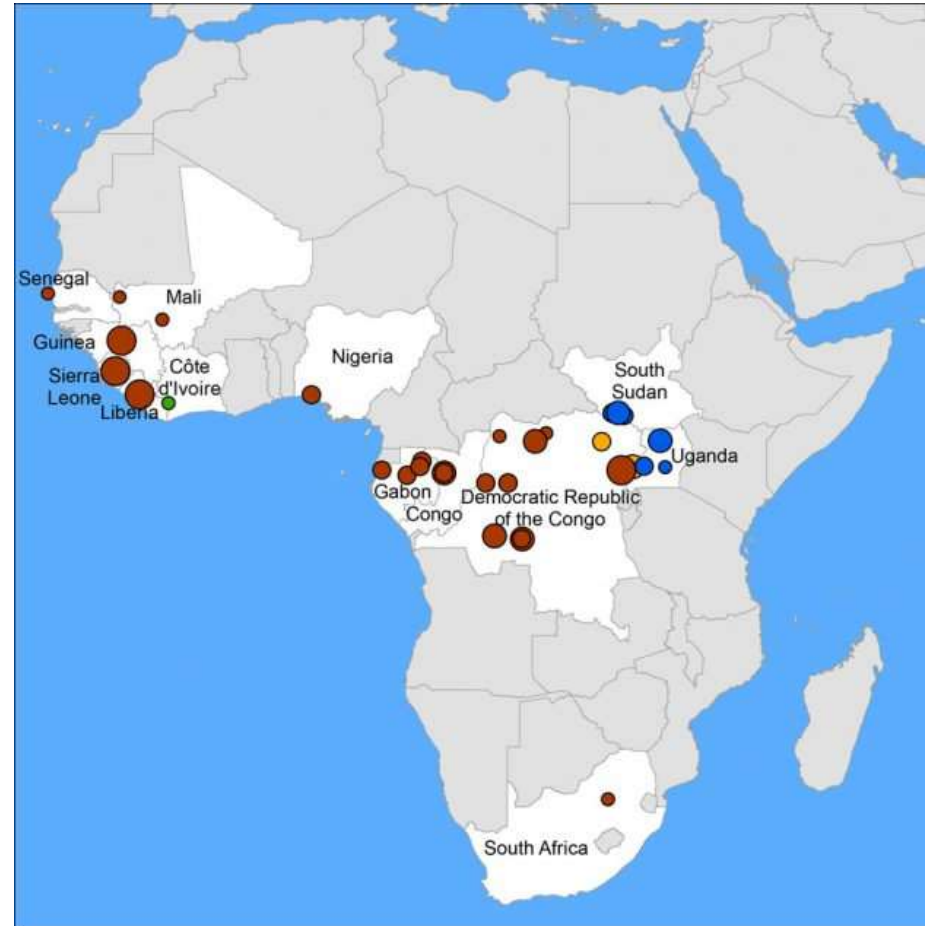 Senegal
Mali
Guinea
Sierra
Leone
Liberia
Côte
d'Ivoire
Nigeria
South
Sudan
Uganda
Gabon
Congo
Democratic Republic
of the Congo
South Africa